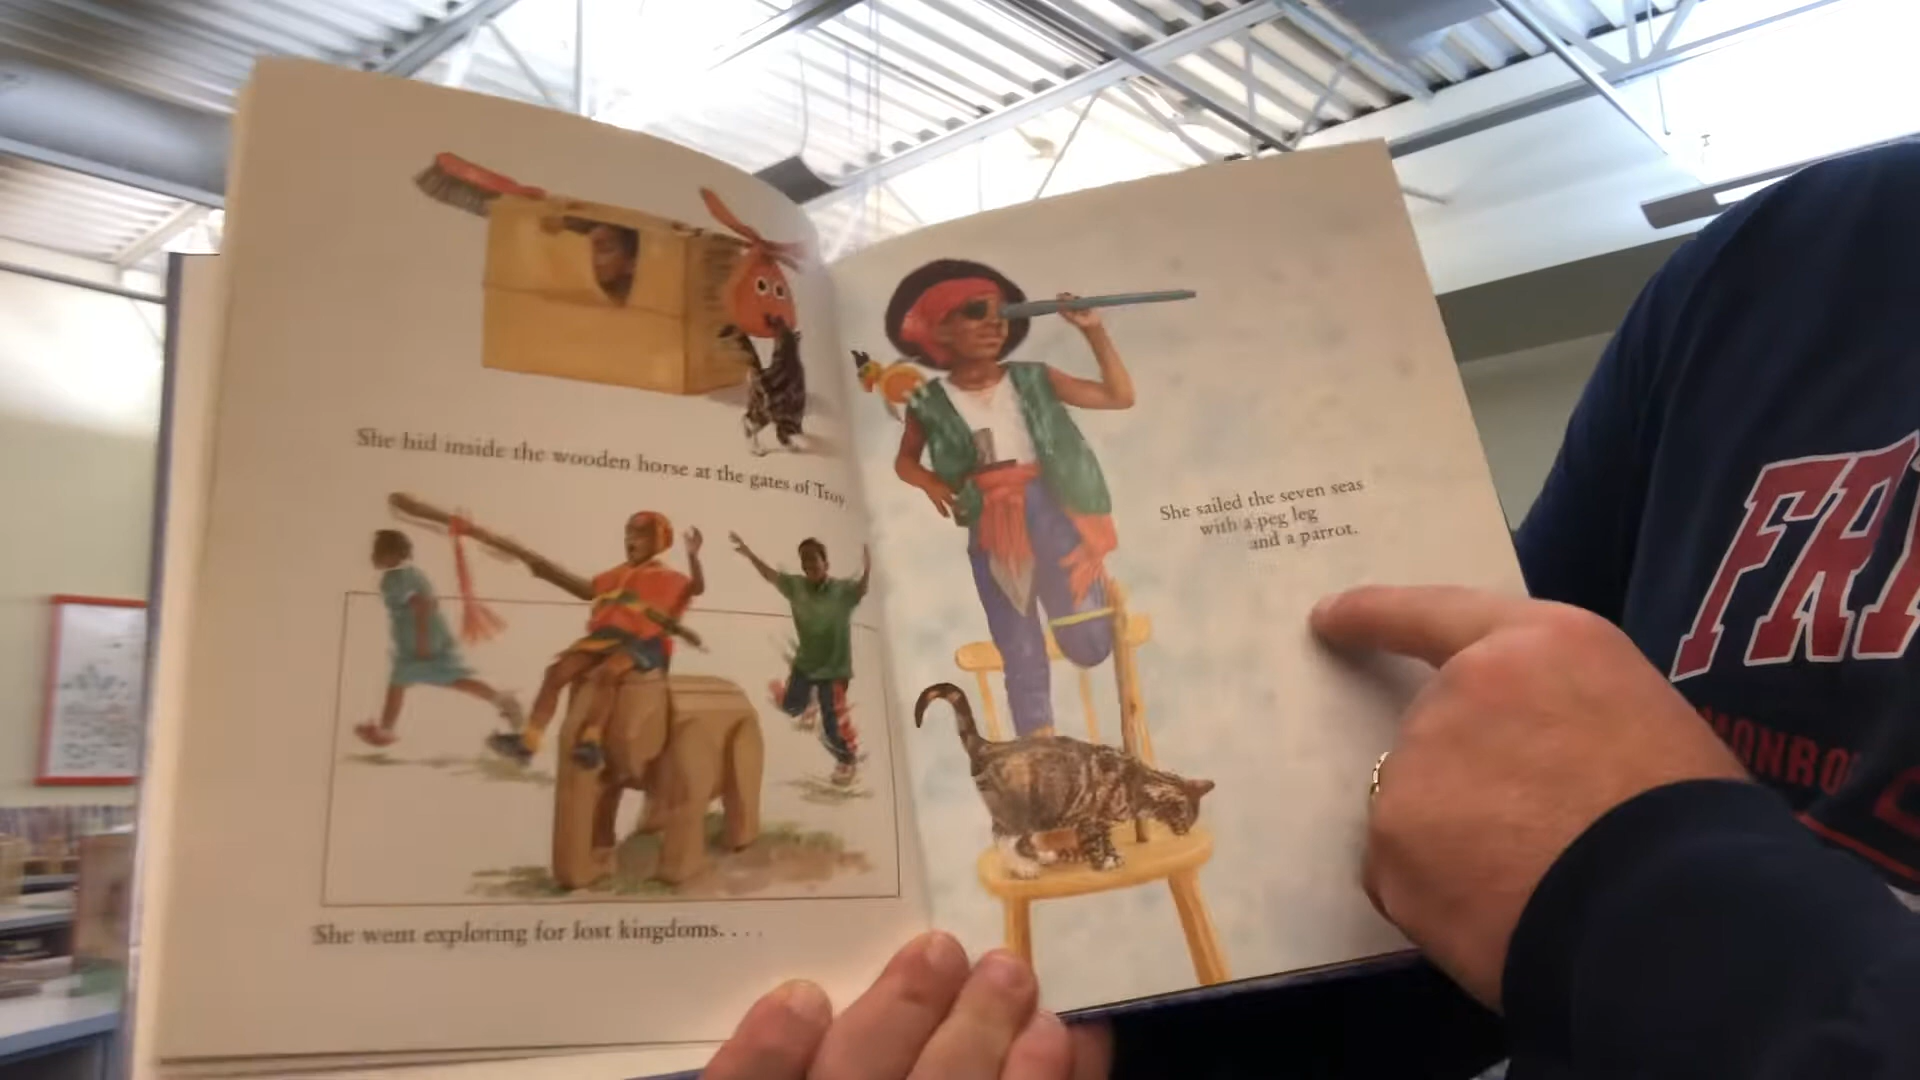 She hid inside the wooden horse at the gates of Troy
She went exploring for lost kingdoms. . . .
She sailed the seven seas
with a peg leg
and a parrot.